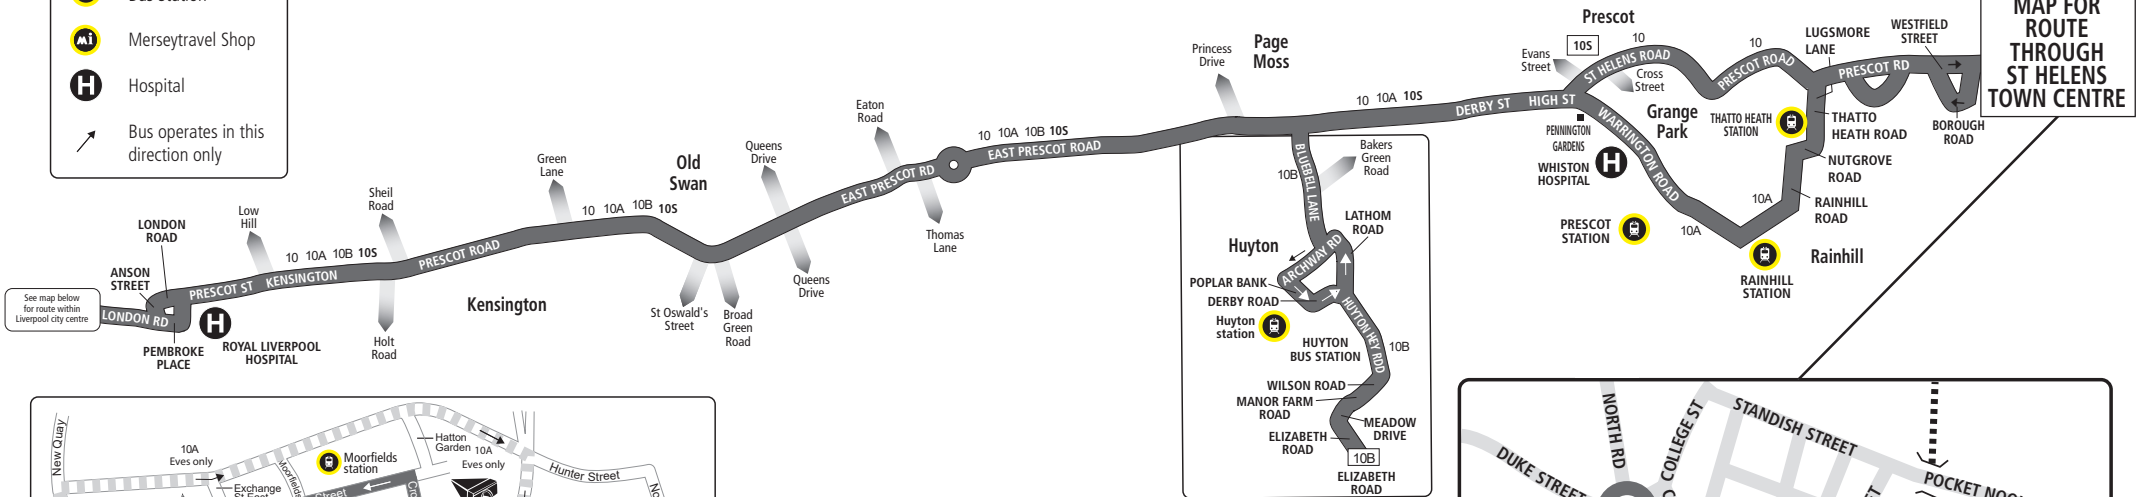 Bus Station
Merseytravel Shop
Hospital
Bus operates in this
direction only
MAP FOR
ROUTE
THROUGH
ST HELENS
TOWN CENTRE
See map below
for route within
Liverpool city centre
LONDON RD
ANSON
STREET
LONDON
ROAD
PEMBROKE
PLACE
H
ROYAL LIVERPOOL
HOSPITAL
PRESCOT ST
KENSINGTON
Low
Hill
10 10A 10B 10S
Sheil
Road
Holt
Road
PRESCOT ROAD
Kensington
Green
Lane
10 10A 10B 10S
Old
Swan
St Oswald's
Street
Broad
Green
Road
Queens
Drive
Queens
Drive
Eaton
Road
EAST PRESCOT RD
Thomas
Lane
10 10A 10B 10S
EAST PRESCOT ROAD
Princess
Drive
Page
Moss
10 10A 10S
DERBY ST
HIGH ST
BLUEBELL LANE
10B
Bakers
Green
Road
LATHOM
ROAD
Huyton
ARCHWAY RD
POPLAR BANK
DERBY ROAD
Huyton
station
HUYTON HEY RDD
HUYTON
BUS STATION
10B
WILSON ROAD
MANOR FARM
ROAD
MEADOW
DRIVE
ELIZABETH
ROAD
10B
ELIZABETH
ROAD
Prescot
10S
Evans
Street
10
ST HELENS ROAD
Cross
Street
10
PRESCOT ROAD
LUGSMORE
LANE
WESTFIELD
STREET
PRESCOT RD
BOROUGH
ROAD
PENNINGTON
GARDENS
WHISTON
HOSPITAL
H
WARRINGTON ROAD
Grange
Park
THATTO HEATH
STATION
THATTO
HEATH ROAD
NUTGROVE
ROAD
RAINHILL
ROAD
10A
10A
PRESCOT
STATION
RAINHILL
STATION
Rainhill
New Quay
10A
Eves only
Exchange
St East
Moorfields
Moorfields
station
Hatton
Garden
10A
Eves only
Hunter Street
Street
NORTH RD
COLLEGE ST
STANDISH STREET
DUKE STREET